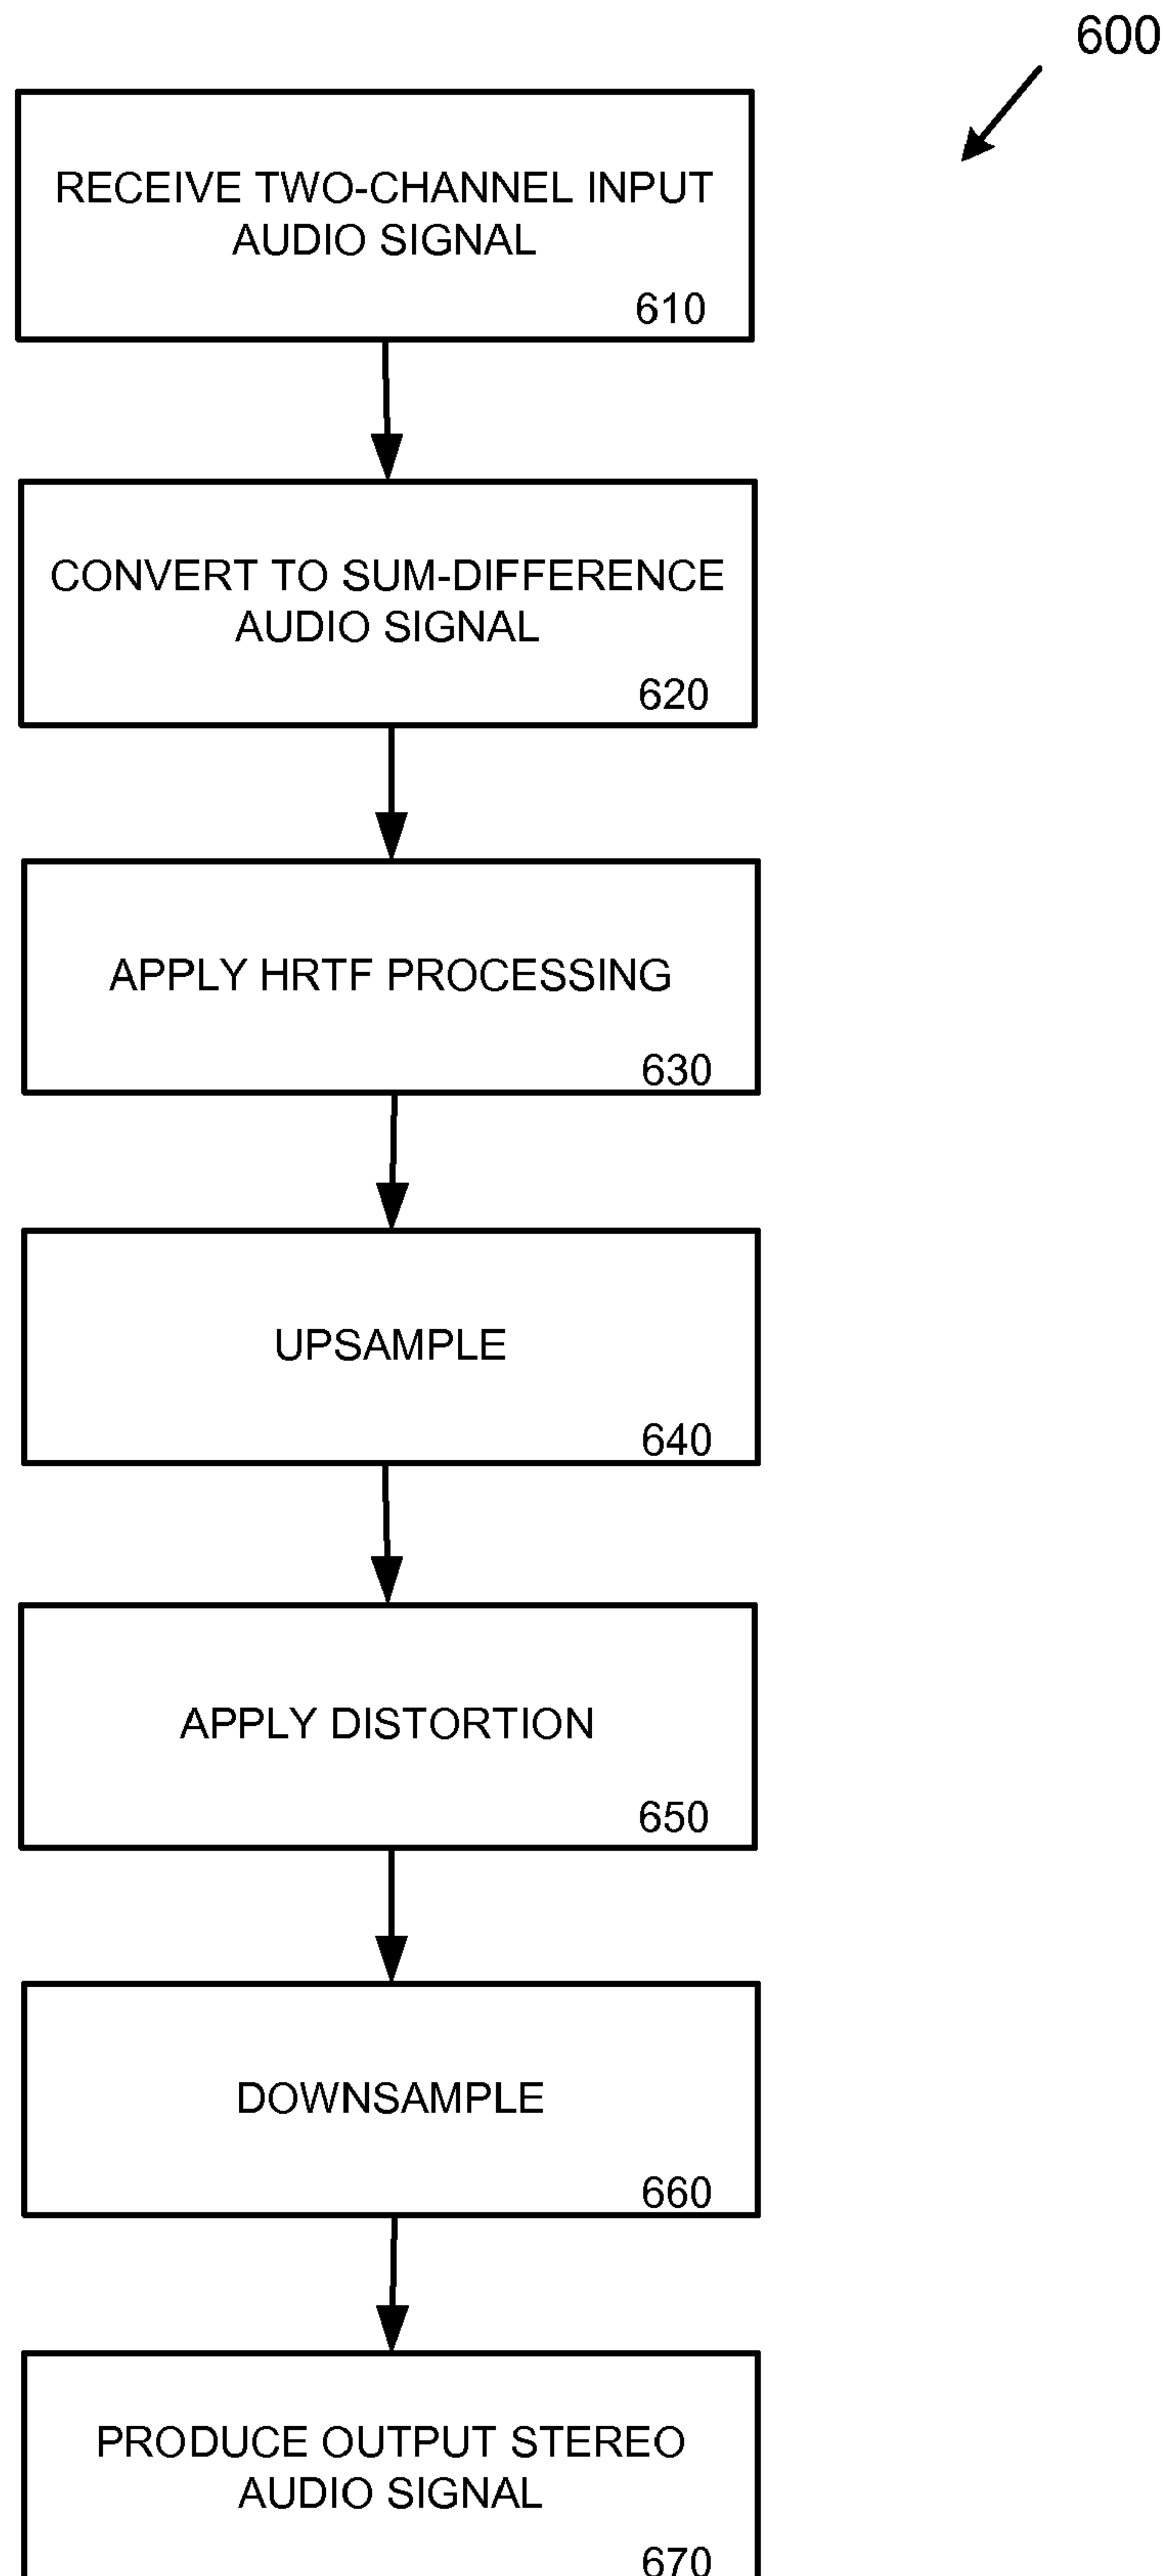 600
RECEIVE TWO-CHANNEL INPUT
AUDIO SIGNAL
610
CONVERT TO SUM-DIFFERENCE
AUDIO SIGNAL
620
APPLY HRTF PROCESSING
630
UPSAMPLE
640
APPLY DISTORTION
650
DOWNSAMPLE
660
PRODUCE OUTPUT STEREO
AUDIO SIGNAL
670